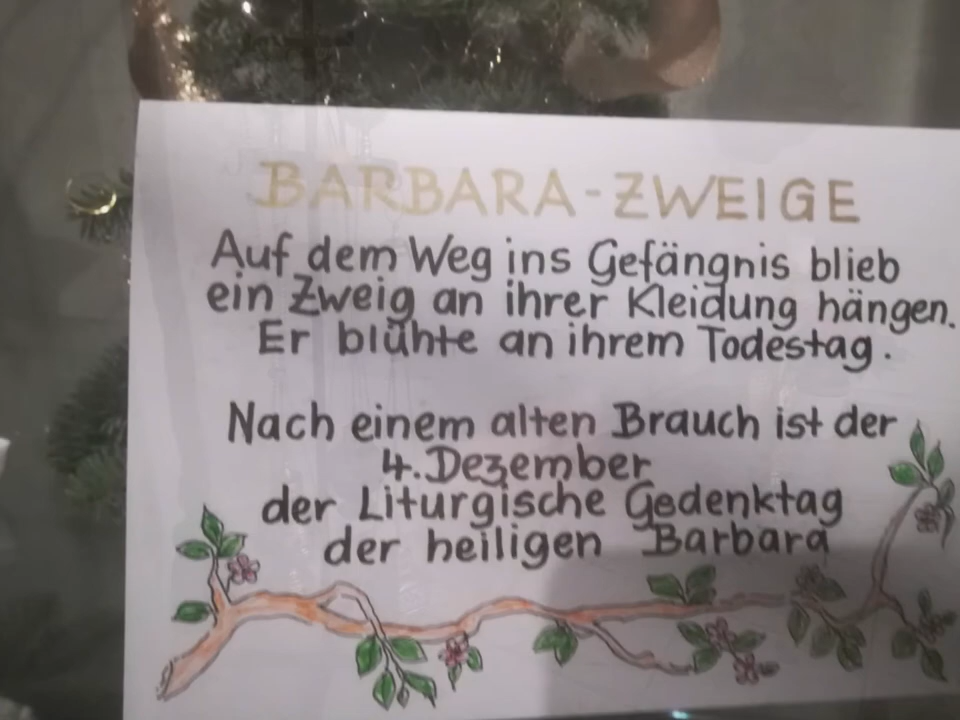 BARBARA-ZWEIGE
Auf dem Weg ins Gefängnis blieb
ein Zweig an ihrer Kleidung hängen.
Er blühte an ihrem Todestag.
Nach einem alten Brauch ist der
4. Dezember
der Liturgische Gedenktag
der heiligen Barbara